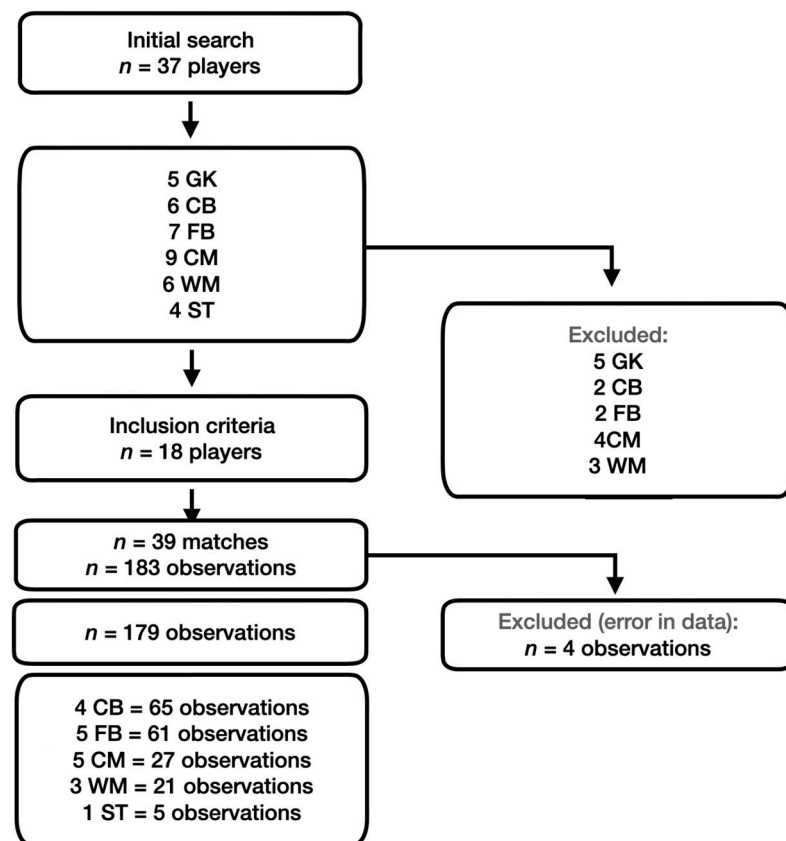 Initial search
n = 37 players
5 GK
6 CB
7 FB
9 CM
6 WM
4 ST
Excluded:
5 GK
2 CB
2 FB
4CM
3 WM
Inclusion criteria
n = 18 players
n = 39 matches
n = 183 observations
Excluded (error in data):
n = 4 observations
n = 179 observations
4 CB = 65 observations
5 FB = 61 observations
5 CM = 27 observations
3 WM = 21 observations
1 ST = 5 observations